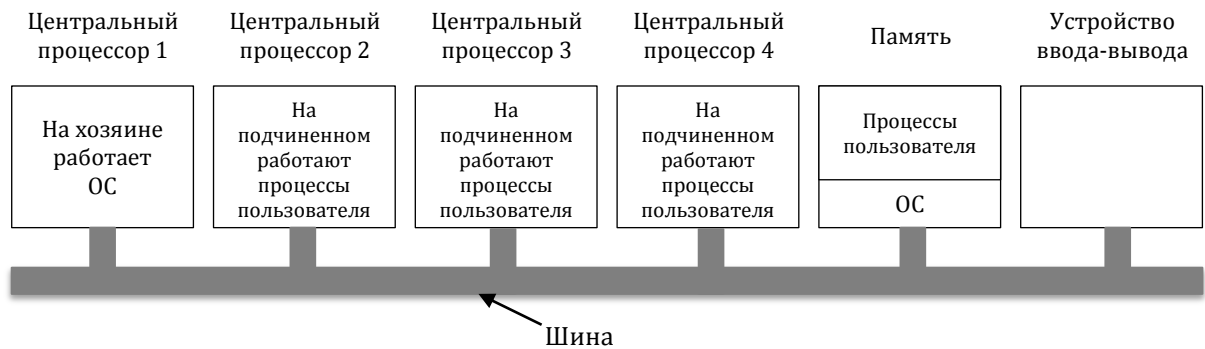 Центральный
процессор 1
Центральный
процессор 2
Центральный
процессор 3
Центральный
процессор 4
Память
Устройство
ввода-вывода
На хозяине
работает
ОС
На
подчиненном
работают
процессы
пользователя
На
подчиненном
работают
процессы
пользователя
На
подчиненном
работают
процессы
пользователя
Процессы
пользователя
ОС
Шина